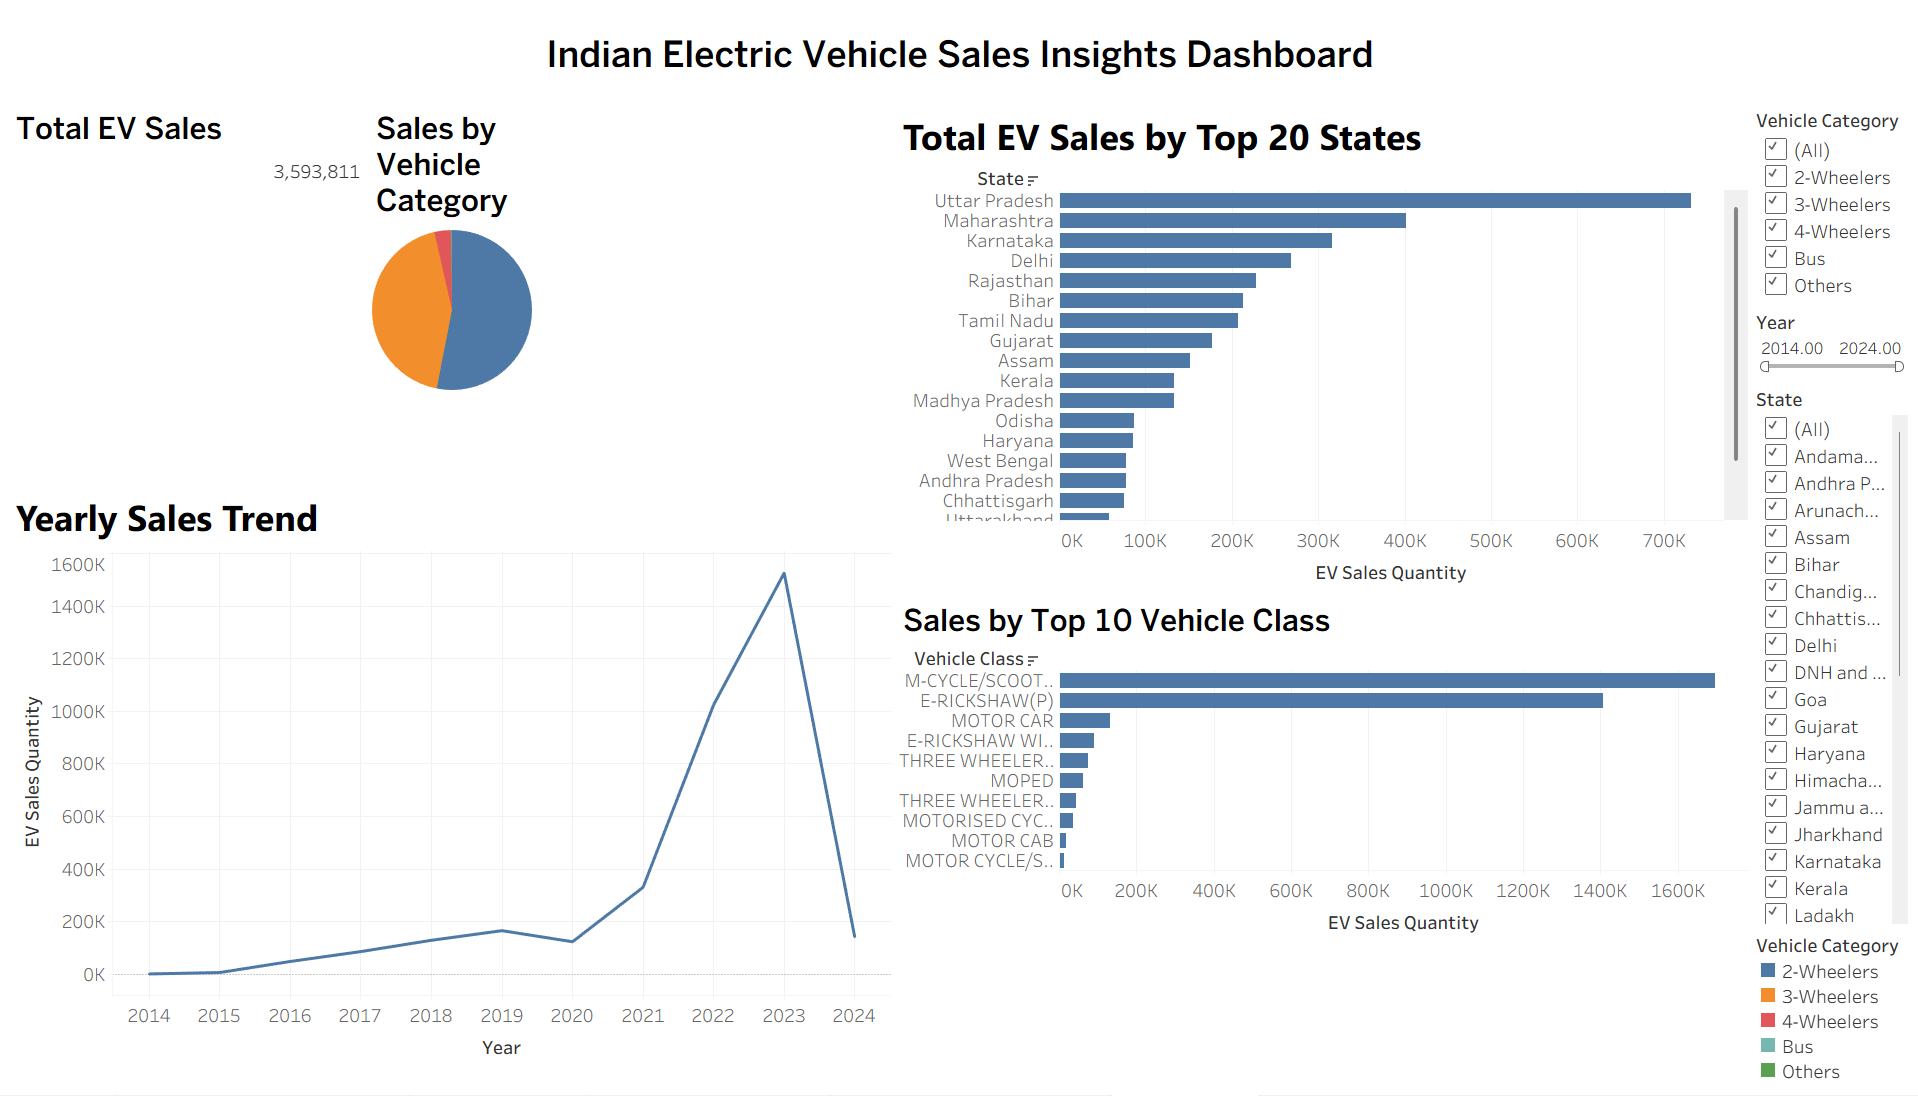 Indian Electric Vehicle Sales Insights Dashboard
Total EV Sales
3,593,811
Sales by
Vehicle
Category
Yearly Sales Trend
EV Sales Quantity
1600K
1400K
1200K
1000K
800K
600K
400K
200K
0K
2014 2015 2016 2017 2018 2019 2020 2021 2022 2023 2024
Year
Total EV Sales by Top 20 States
State
Uttar Pradesh
Maharashtra
Karnataka
Delhi
Rajasthan
Bihar
Tamil Nadu
Gujarat
Assam
Kerala
Madhya Pradesh
Odisha
Haryana
West Bengal
Andhra Pradesh
Chhattisgarh
Uttarakhand
0K 100K 200K 300K 400K 500K 600K 700K
EV Sales Quantity
Sales by Top 10 Vehicle Class
Vehicle Class
M-CYCLE/SCOOT..
E-RICKSHAW(P)
MOTOR CAR
E-RICKSHAW WI..
THREE WHEELER..
MOPED
THREE WHEELER..
MOTORISED CYC..
MOTOR CAB
MOTOR CYCLE/S..
0K 200K 400K 600K 800K 1000K 1200K 1400K 1600K
EV Sales Quantity
Vehicle Category
(All)
2-Wheelers
3-Wheelers
4-Wheelers
Bus
Others
Year
2014.00 2024.00
State
(All)
Andama...
Andhra P...
Arunach...
Assam
Bihar
Chandig...
Chhattis...
Delhi
DNH and ...
Goa
Gujarat
Haryana
Himacha...
Jammu a...
Jharkhand
Karnataka
Kerala
Ladakh
Vehicle Category
2-Wheelers
3-Wheelers
4-Wheelers
Bus
Others